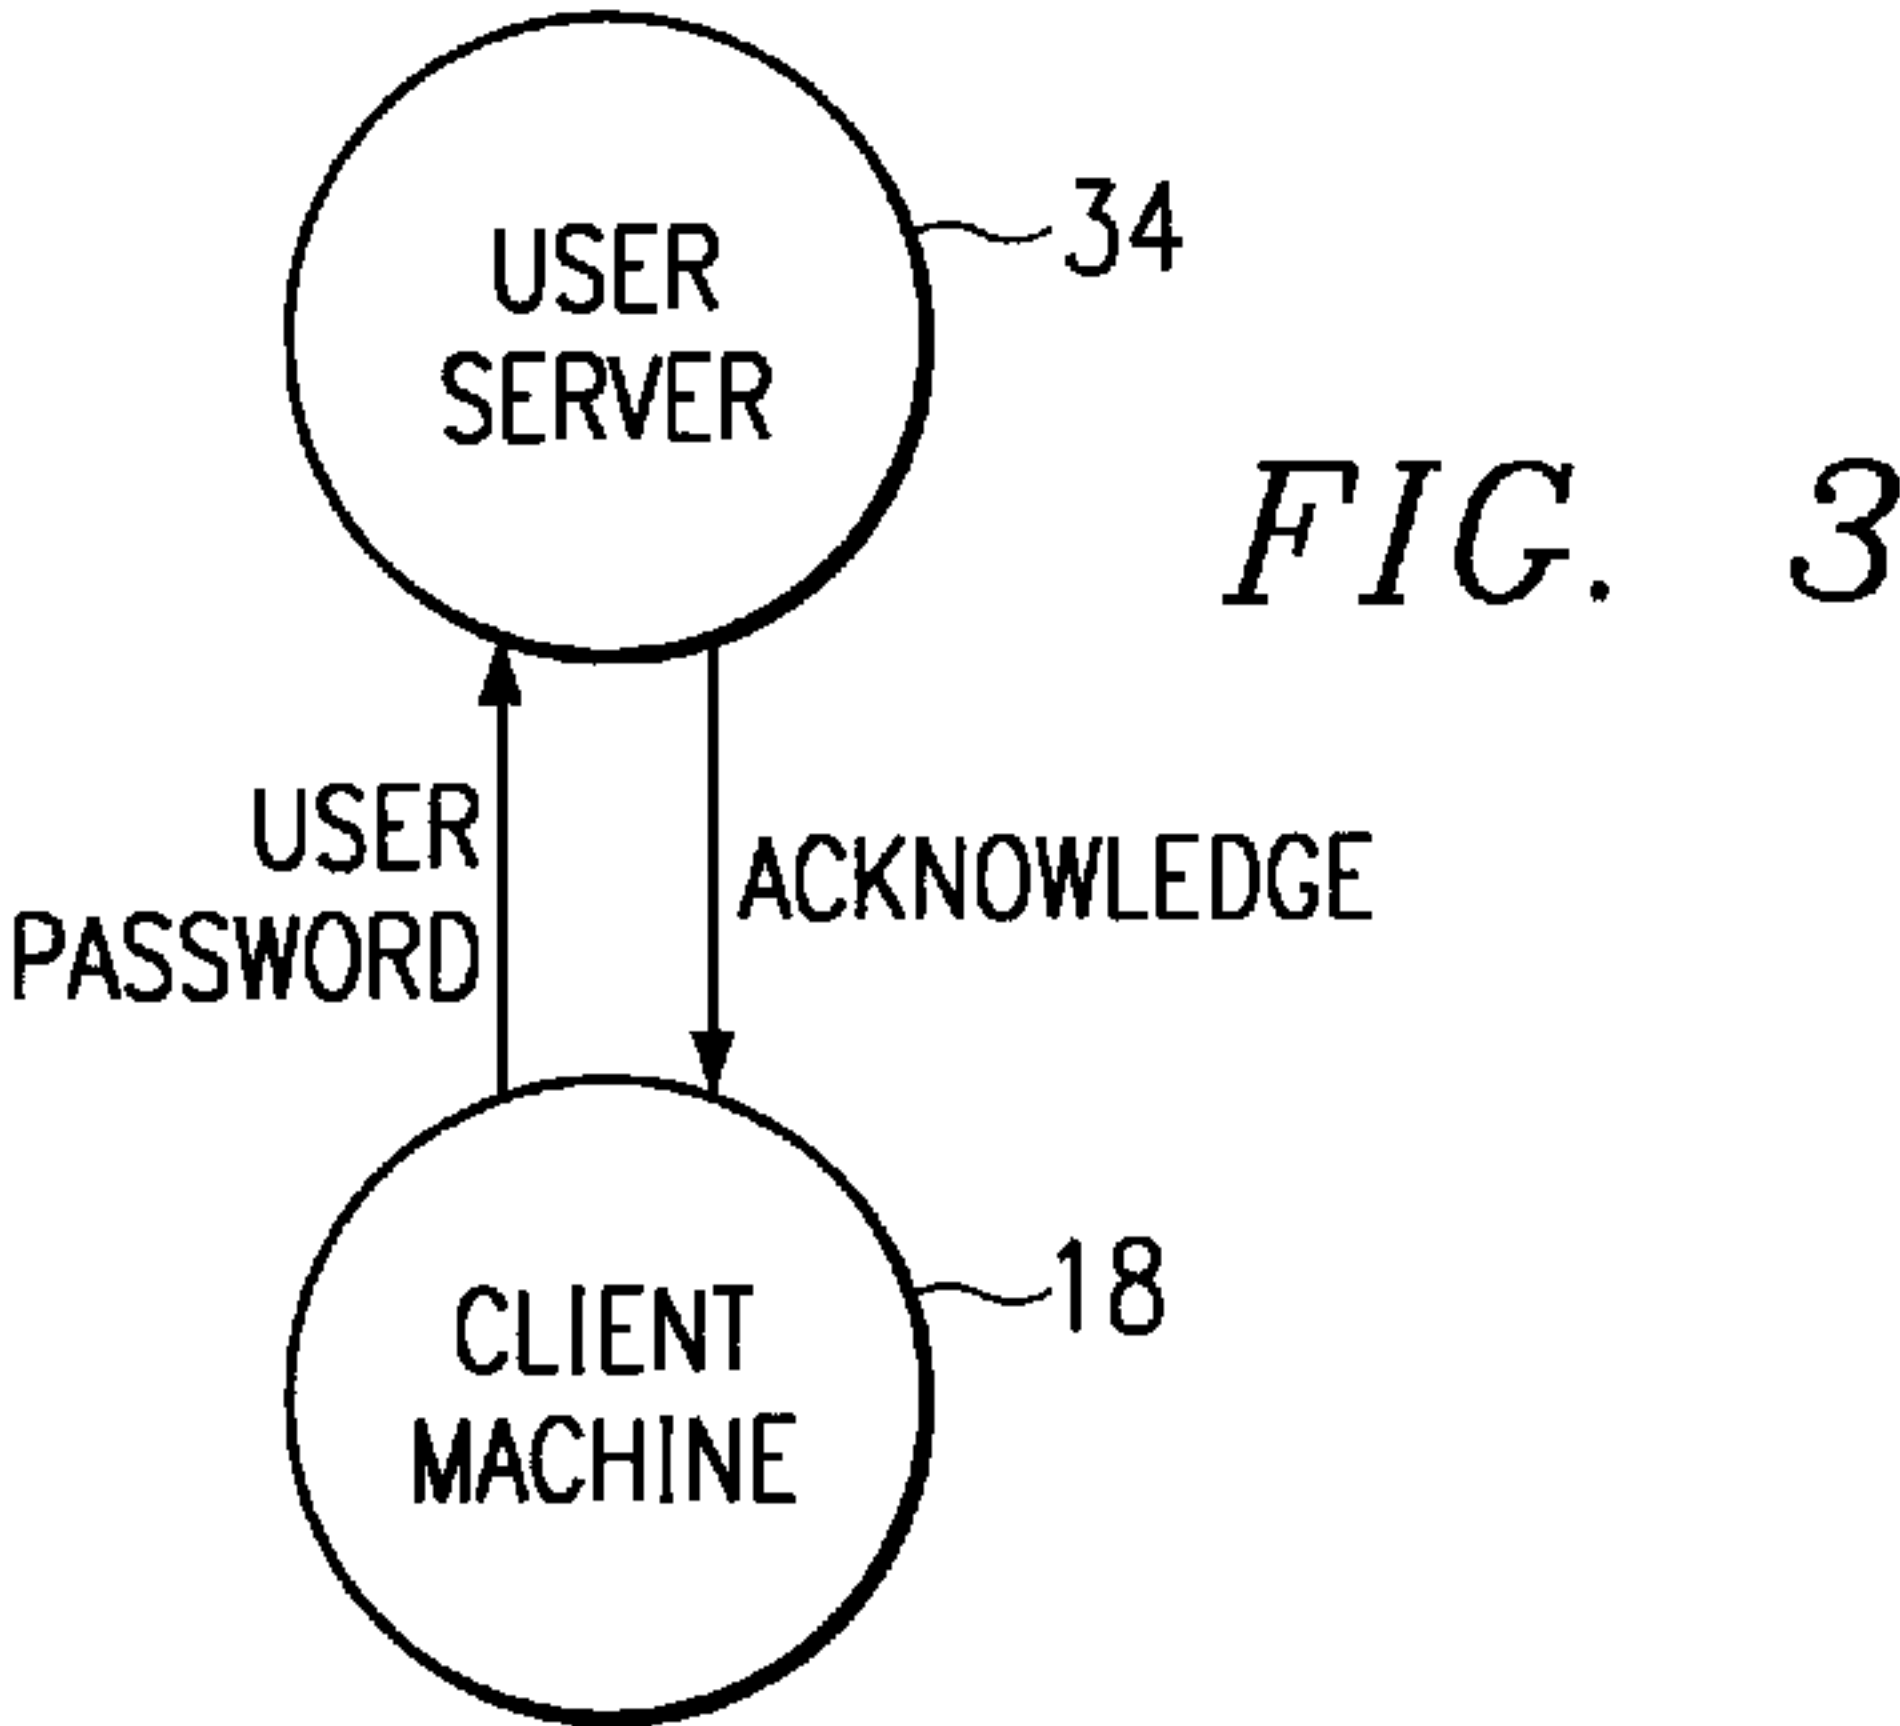 USER
SERVER
34
FIG. 3
USER
PASSWORD
ACKNOWLEDGE
CLIENT
MACHINE
18